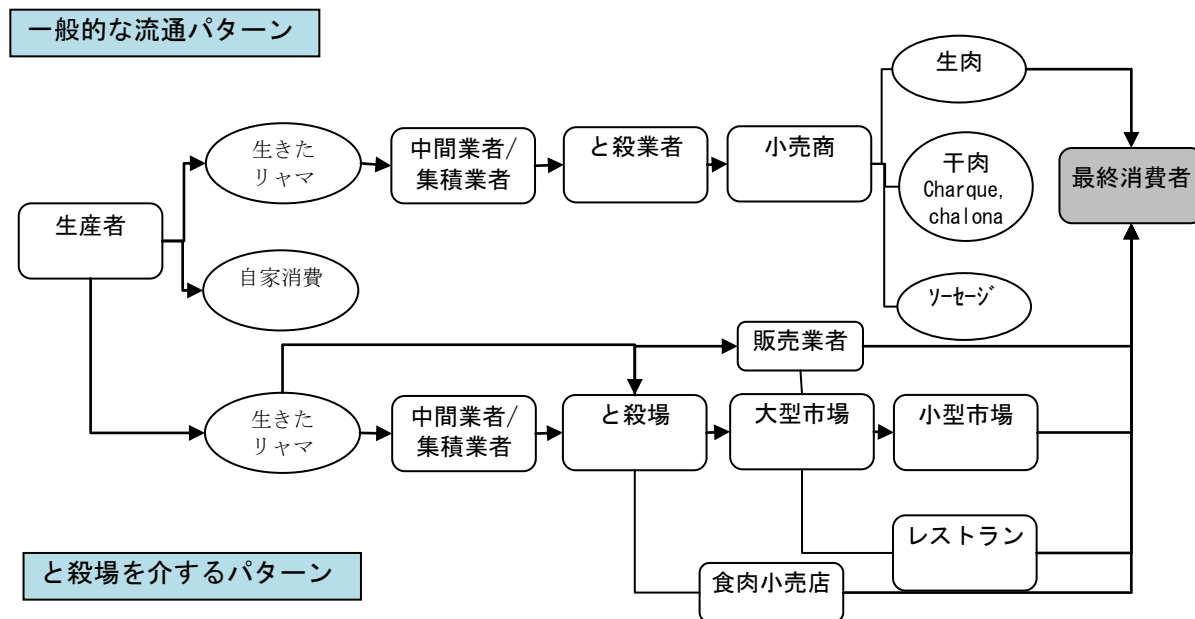 一般的な流通パターン
生肉
生きた
リャマ
中間業者/
集積業者
と殺業者
小売商
干肉
Charque,
chalona
最終消費者
生産者
自家消費
ｿｰｾｰｼﾞ
販売業者
生きた
リャマ
中間業者/
集積業者
と殺場
大型市場
小型市場
レストラン
と殺場を介するパターン
食肉小売店